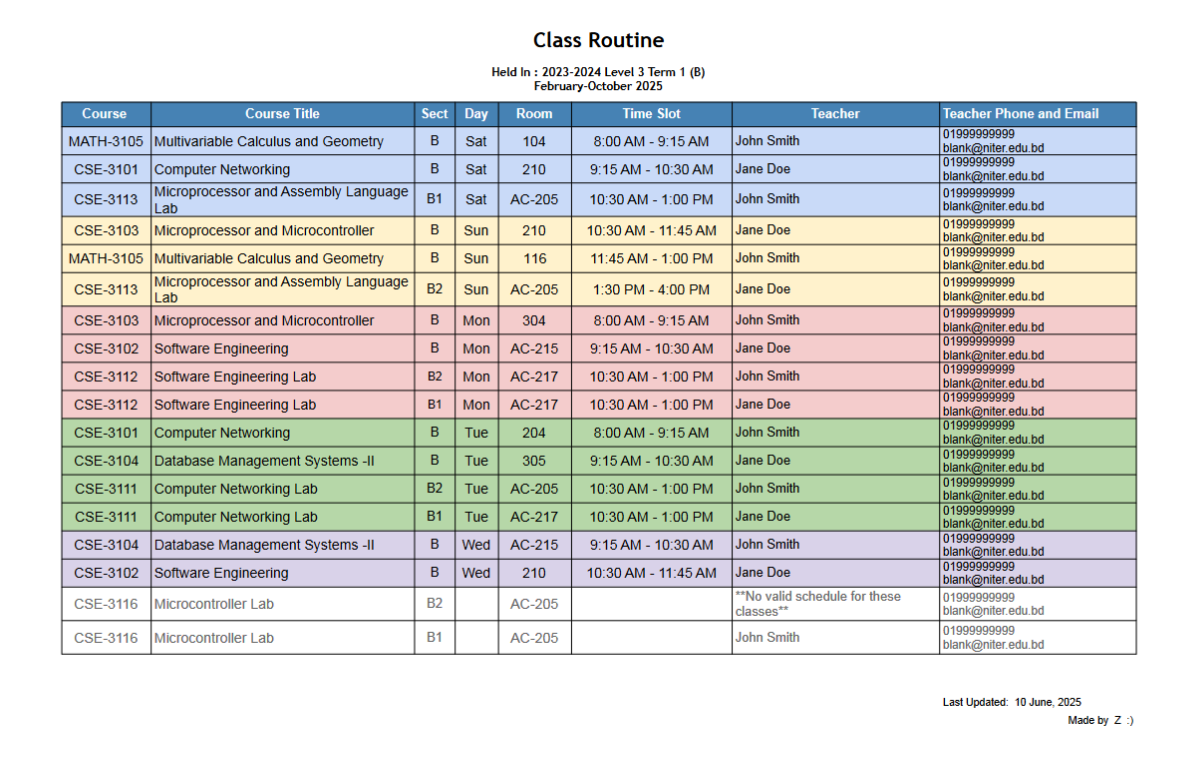 Class Routine
Held In : 2023-2024 Level 3 Term 1 (B)
February-October 2025
Course Course Title Sect Day Room Time Slot Teacher Teacher Phone and Email
MATH-3105 Multivariable Calculus and Geometry B Sat 104 8:00 AM - 9:15 AM John Smith 01999999999
blank@niter.edu.bd
CSE-3101 Computer Networking B Sat 210 9:15 AM - 10:30 AM Jane Doe 01999999999
blank@niter.edu.bd
CSE-3113 Microprocessor and Assembly Language
Lab B1 Sat AC-205 10:30 AM - 1:00 PM John Smith 01999999999
blank@niter.edu.bd
CSE-3103 Microprocessor and Microcontroller B Sun 210 10:30 AM - 11:45 AM Jane Doe 01999999999
blank@niter.edu.bd
MATH-3105 Multivariable Calculus and Geometry B Sun 116 11:45 AM - 1:00 PM John Smith 01999999999
blank@niter.edu.bd
CSE-3113 Microprocessor and Assembly Language
Lab B2 Sun AC-205 1:30 PM - 4:00 PM Jane Doe 01999999999
blank@niter.edu.bd
CSE-3103 Microprocessor and Microcontroller B Mon 304 8:00 AM - 9:15 AM John Smith 01999999999
blank@niter.edu.bd
CSE-3102 Software Engineering B Mon AC-215 9:15 AM - 10:30 AM Jane Doe 01999999999
blank@niter.edu.bd
CSE-3112 Software Engineering Lab B2 Mon AC-217 10:30 AM - 1:00 PM John Smith 01999999999
blank@niter.edu.bd
CSE-3112 Software Engineering Lab B1 Mon AC-217 10:30 AM - 1:00 PM Jane Doe 01999999999
blank@niter.edu.bd
CSE-3101 Computer Networking B Tue 204 8:00 AM - 9:15 AM John Smith 01999999999
blank@niter.edu.bd
CSE-3104 Database Management Systems -II B Tue 305 9:15 AM - 10:30 AM Jane Doe 01999999999
blank@niter.edu.bd
CSE-3111 Computer Networking Lab B2 Tue AC-205 10:30 AM - 1:00 PM John Smith 01999999999
blank@niter.edu.bd
CSE-3111 Computer Networking Lab B1 Tue AC-217 10:30 AM - 1:00 PM Jane Doe 01999999999
blank@niter.edu.bd
CSE-3104 Database Management Systems -II B Wed AC-215 9:15 AM - 10:30 AM John Smith 01999999999
blank@niter.edu.bd
CSE-3102 Software Engineering B Wed 210 10:30 AM - 11:45 AM Jane Doe 01999999999
blank@niter.edu.bd
CSE-3116 Microcontroller Lab B2 AC-205 **No valid schedule for these
classes** 01999999999
blank@niter.edu.bd
CSE-3116 Microcontroller Lab B1 AC-205 John Smith 01999999999
blank@niter.edu.bd
Last Updated: 10 June, 2025
Made by Z :)